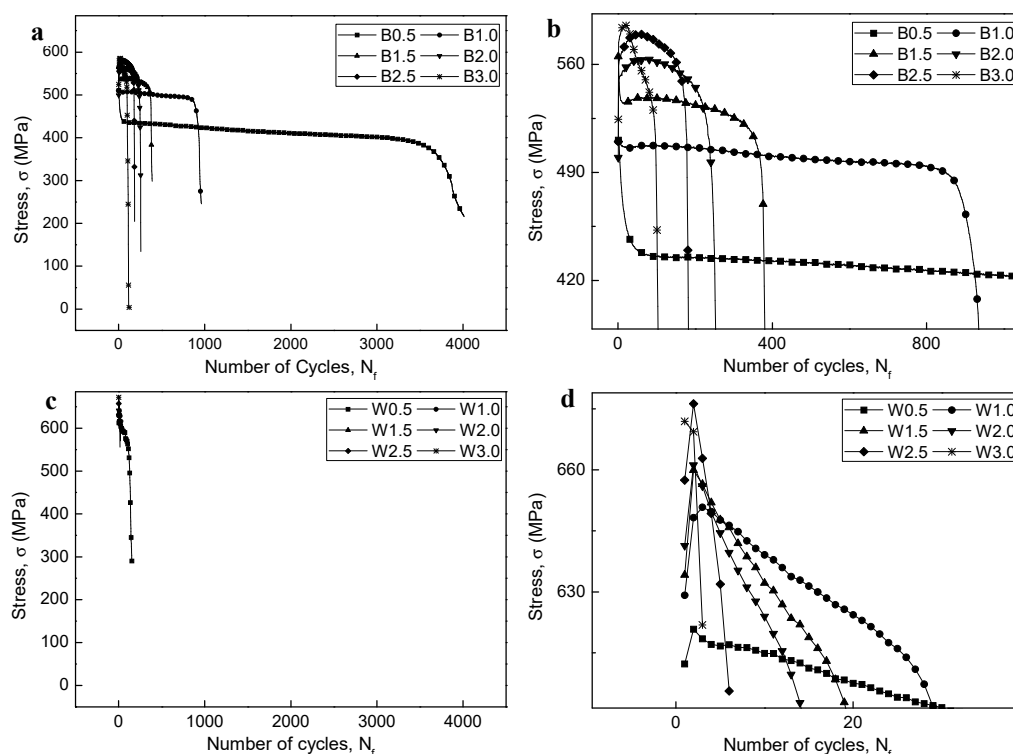 a
B0.5 B1.0
B1.5 B2.0
B2.5 B3.0
Stress, σ (MPa)
600
500
400
300
200
100
0
0 1000 2000 3000 4000
Number of Cycles, Nf
b
B0.5 B1.0
B1.5 B2.0
B2.5 B3.0
Stress, σ (MPa)
560
490
420
0 400 800
Number of cycles, Nf
c
W0.5 W1.0
W1.5 W2.0
W2.5 W3.0
Stress, σ (MPa)
600
500
400
300
200
100
0
0 1000 2000 3000 4000
Number of cycles, Nf
d
W0.5 W1.0
W1.5 W2.0
W2.5 W3.0
Stress, σ (MPa)
660
630
0 20
Number of cycles, Nf